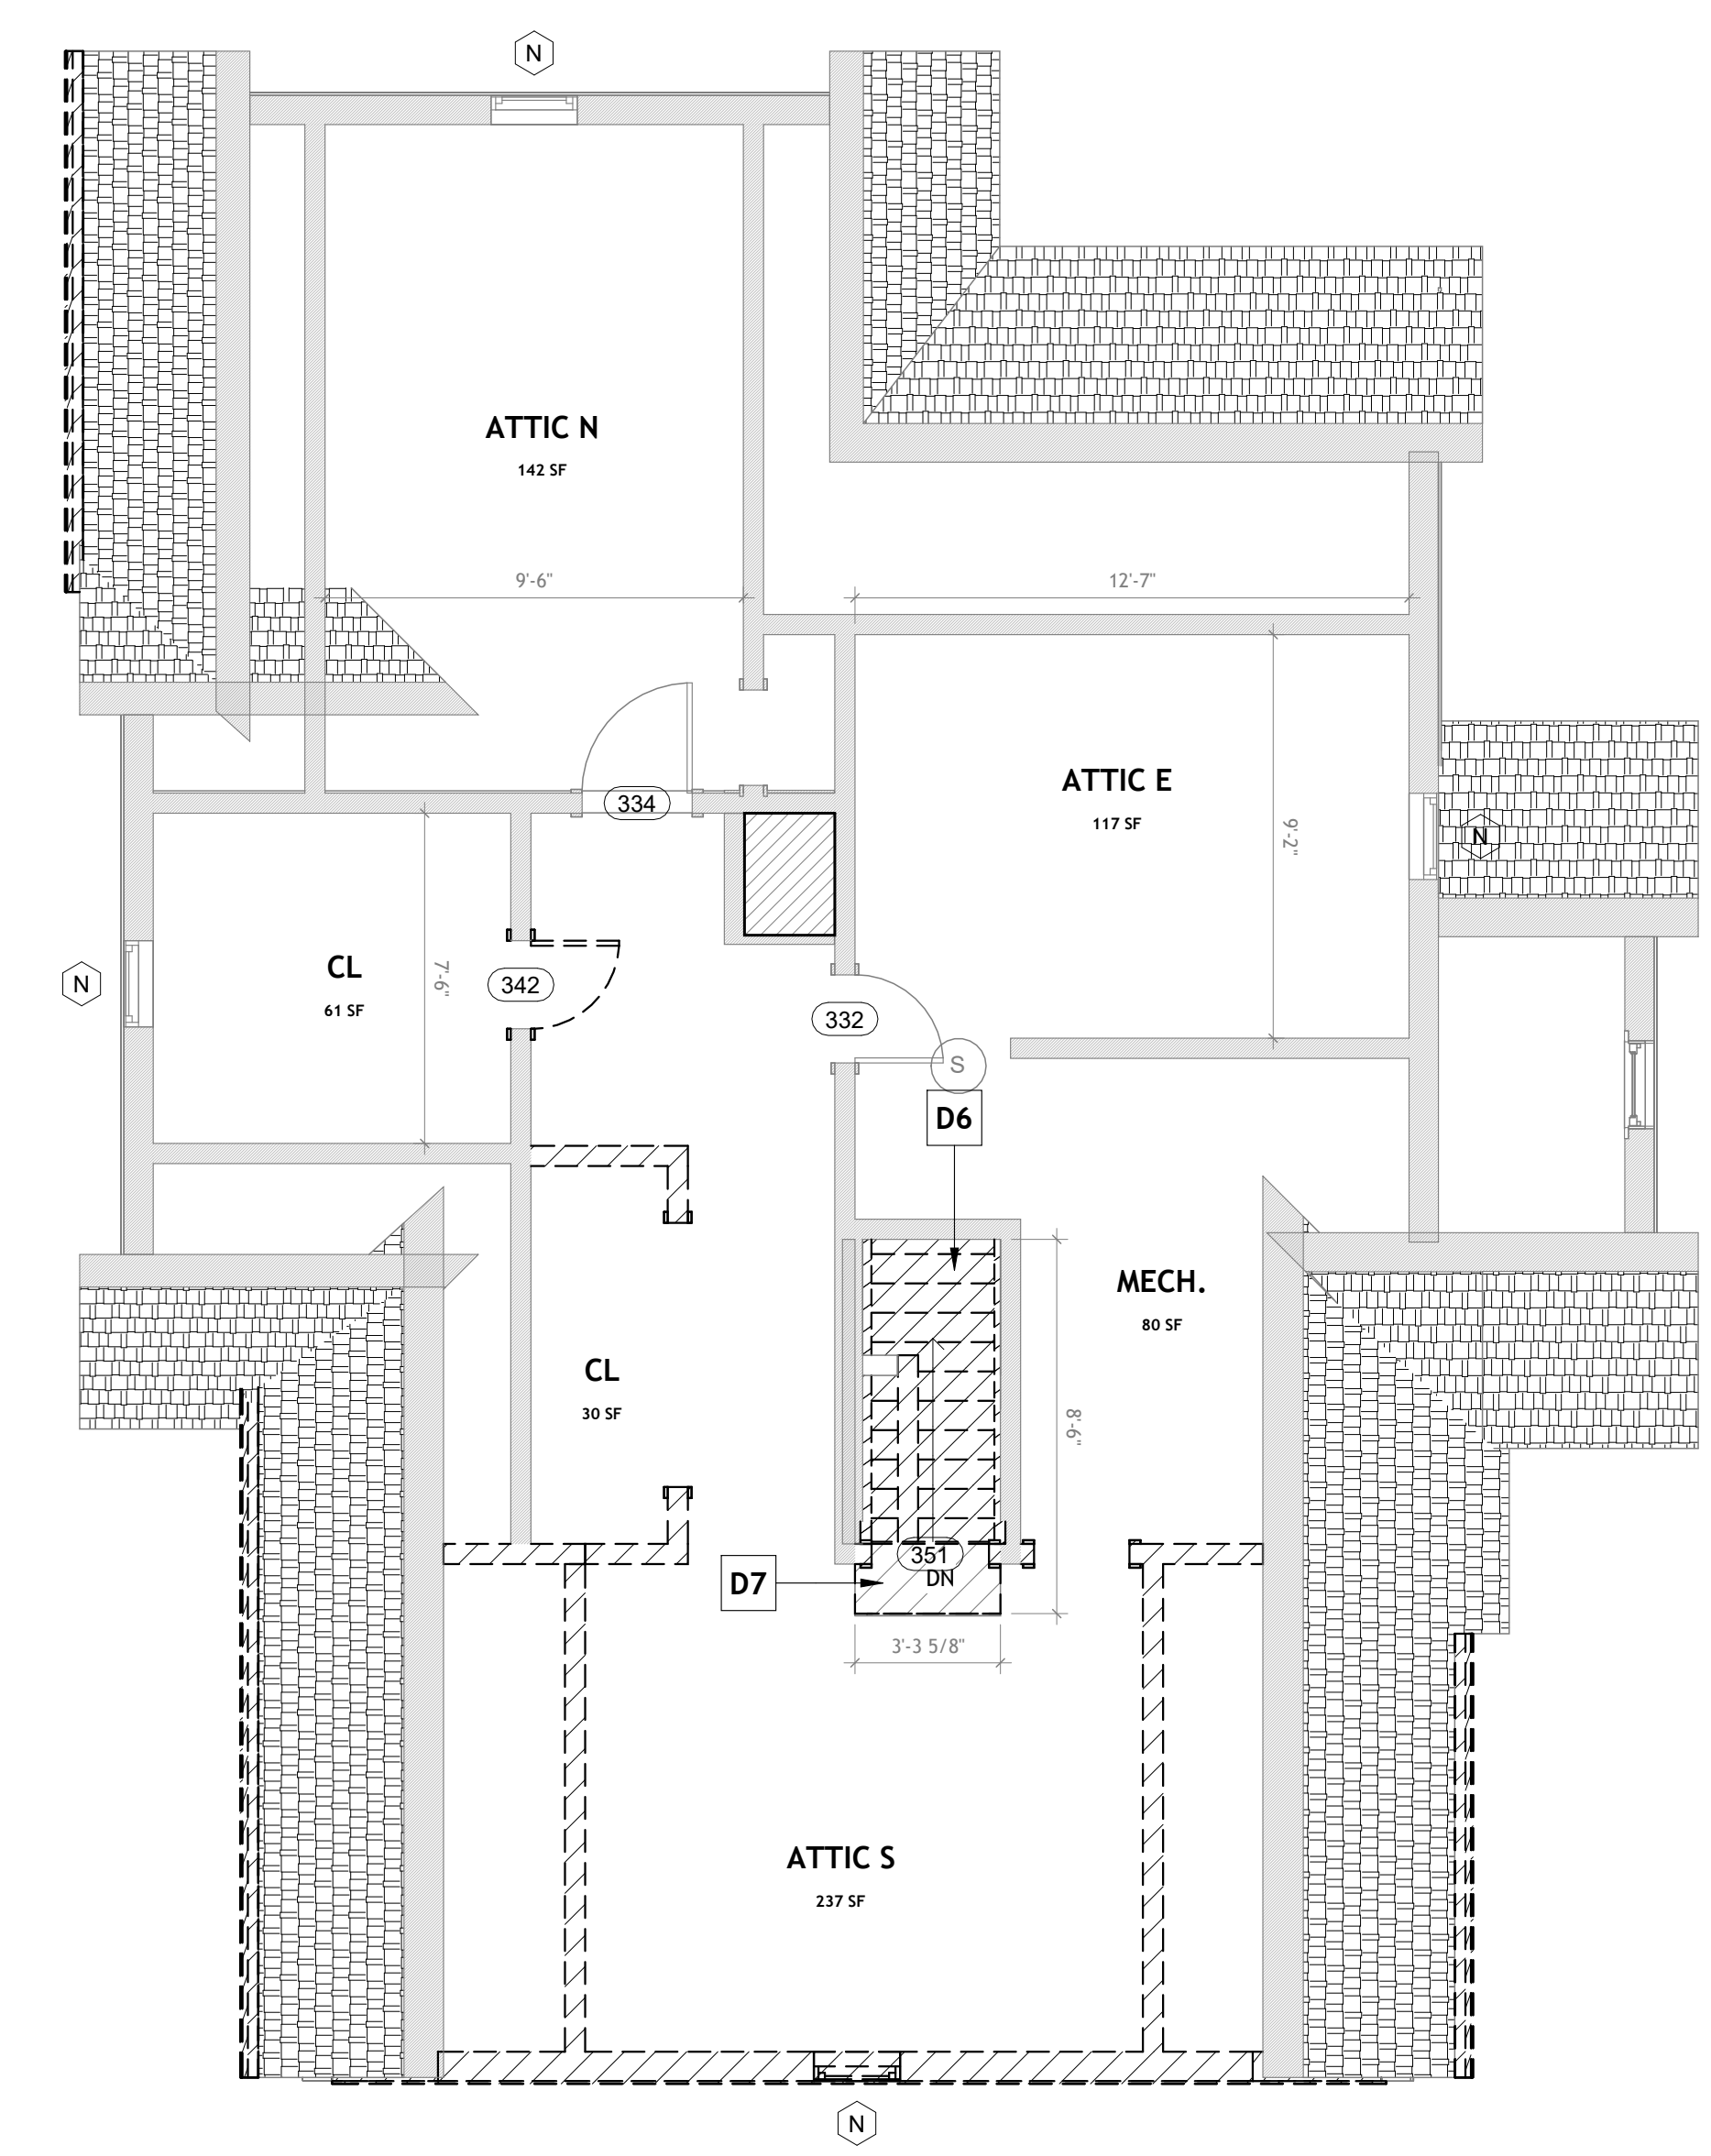 N
ATTIC N
142 SF
9'-6"
12'-7"
334
ATTIC E
117 SF
9'-2"
N
CL
61 SF
7'-6"
N
342
332
S
D6
MECH.
80 SF
CL
30 SF
8'-6"
351
DN
D7
3'-3 5/8"
ATTIC S
237 SF
N